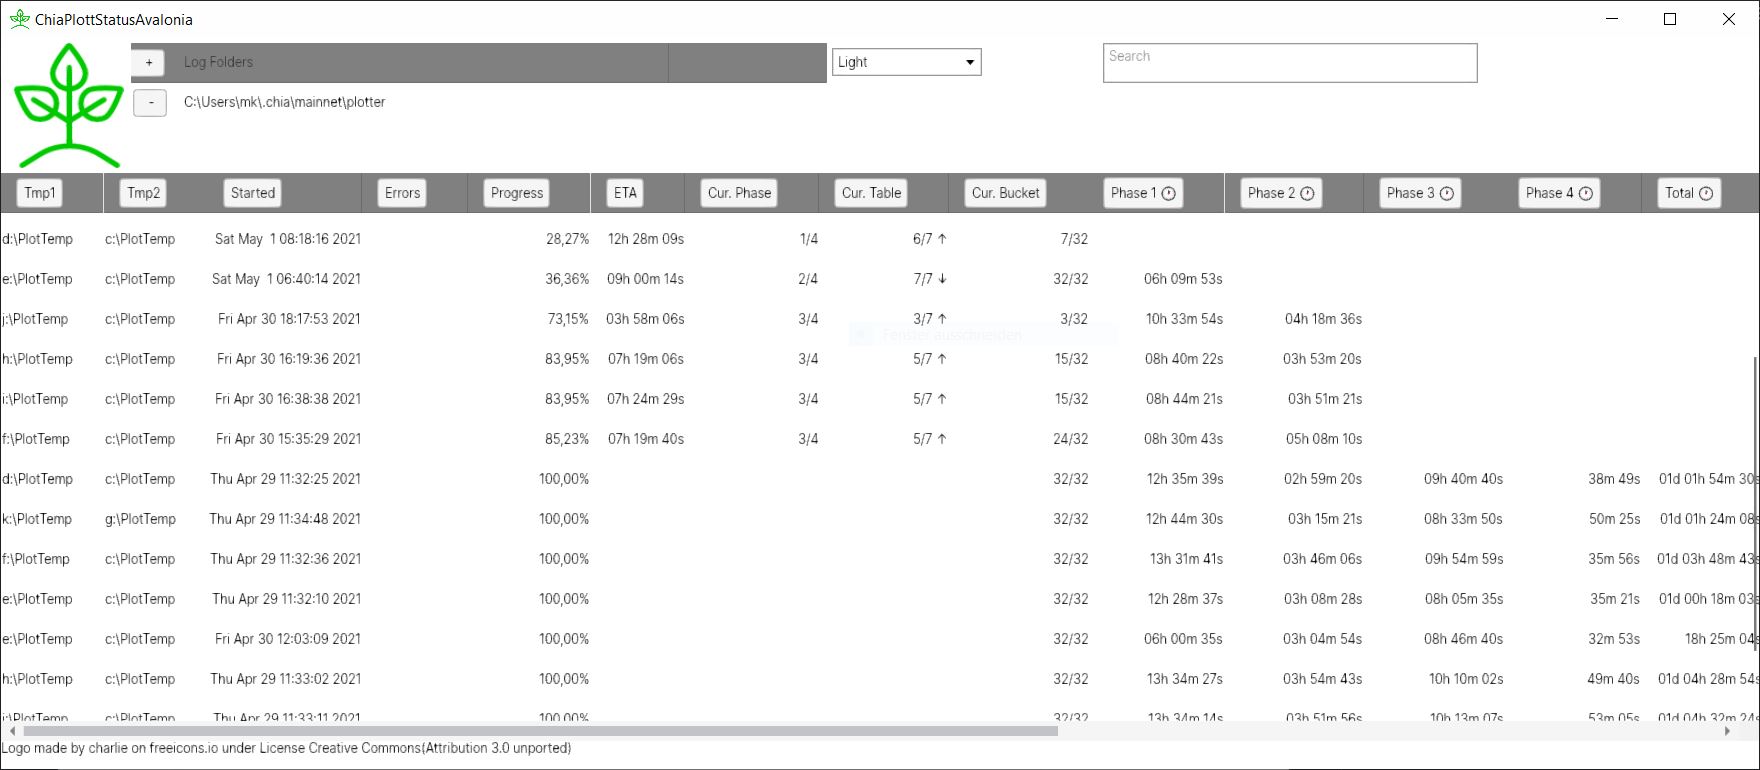 ChiaPlottStatusAvalonia
+ Log Folders Light Search
- C:\Users\mk\.chia\mainnet\plotter
Tmp1 Tmp2 Started Errors Progress ETA Cur. Phase Cur. Table Cur. Bucket Phase 1 Phase 2 Phase 3 Phase 4 Total
d:\PlotTemp c:\PlotTemp Sat May 1 08:18:16 2021 28,27% 12h 28m 09s 1/4 6/7 ↑ 7/32
e:\PlotTemp c:\PlotTemp Sat May 1 06:40:14 2021 36,36% 09h 00m 14s 2/4 7/7 ↓ 32/32 06h 09m 53s
j:\PlotTemp c:\PlotTemp Fri Apr 30 18:17:53 2021 73,15% 03h 58m 06s 3/4 3/7 ↑ 3/32 10h 33m 54s 04h 18m 36s
Fenster ausschneiden
h:\PlotTemp c:\PlotTemp Fri Apr 30 16:19:36 2021 83,95% 07h 19m 06s 3/4 5/7 ↑ 15/32 08h 40m 22s 03h 53m 20s
i:\PlotTemp c:\PlotTemp Fri Apr 30 16:38:38 2021 83,95% 07h 24m 29s 3/4 5/7 ↑ 15/32 08h 44m 21s 03h 51m 21s
f:\PlotTemp c:\PlotTemp Fri Apr 30 15:35:29 2021 85,23% 07h 19m 40s 3/4 5/7 ↑ 24/32 08h 30m 43s 05h 08m 10s
d:\PlotTemp c:\PlotTemp Thu Apr 29 11:32:25 2021 100,00% 32/32 12h 35m 39s 02h 59m 20s 09h 40m 40s 38m 49s 01d 01h 54m 30s
k:\PlotTemp g:\PlotTemp Thu Apr 29 11:34:48 2021 100,00% 32/32 12h 44m 30s 03h 15m 21s 08h 33m 50s 50m 25s 01d 01h 24m 08s
f:\PlotTemp c:\PlotTemp Thu Apr 29 11:32:36 2021 100,00% 32/32 13h 31m 41s 03h 46m 06s 09h 54m 59s 35m 56s 01d 03h 48m 43s
e:\PlotTemp c:\PlotTemp Thu Apr 29 11:32:10 2021 100,00% 32/32 12h 28m 37s 03h 08m 28s 08h 05m 35s 35m 21s 01d 00h 18m 03s
e:\PlotTemp c:\PlotTemp Fri Apr 30 12:03:09 2021 100,00% 32/32 06h 00m 35s 03h 04m 54s 08h 46m 40s 32m 53s 18h 25m 04s
h:\PlotTemp c:\PlotTemp Thu Apr 29 11:33:02 2021 100,00% 32/32 13h 34m 27s 03h 54m 43s 10h 10m 02s 49m 40s 01d 04h 28m 54s
c:\PlotTemp Thu Apr 29 11:33:11 2021 100,00% 32/32 13h 34m 14s 03h 51m 56s 10h 13m 07s 53m 05s 01d 04h 32m 24s
Logo made by charlie on freeicons.io under License Creative Commons(Attribution 3.0 unported)